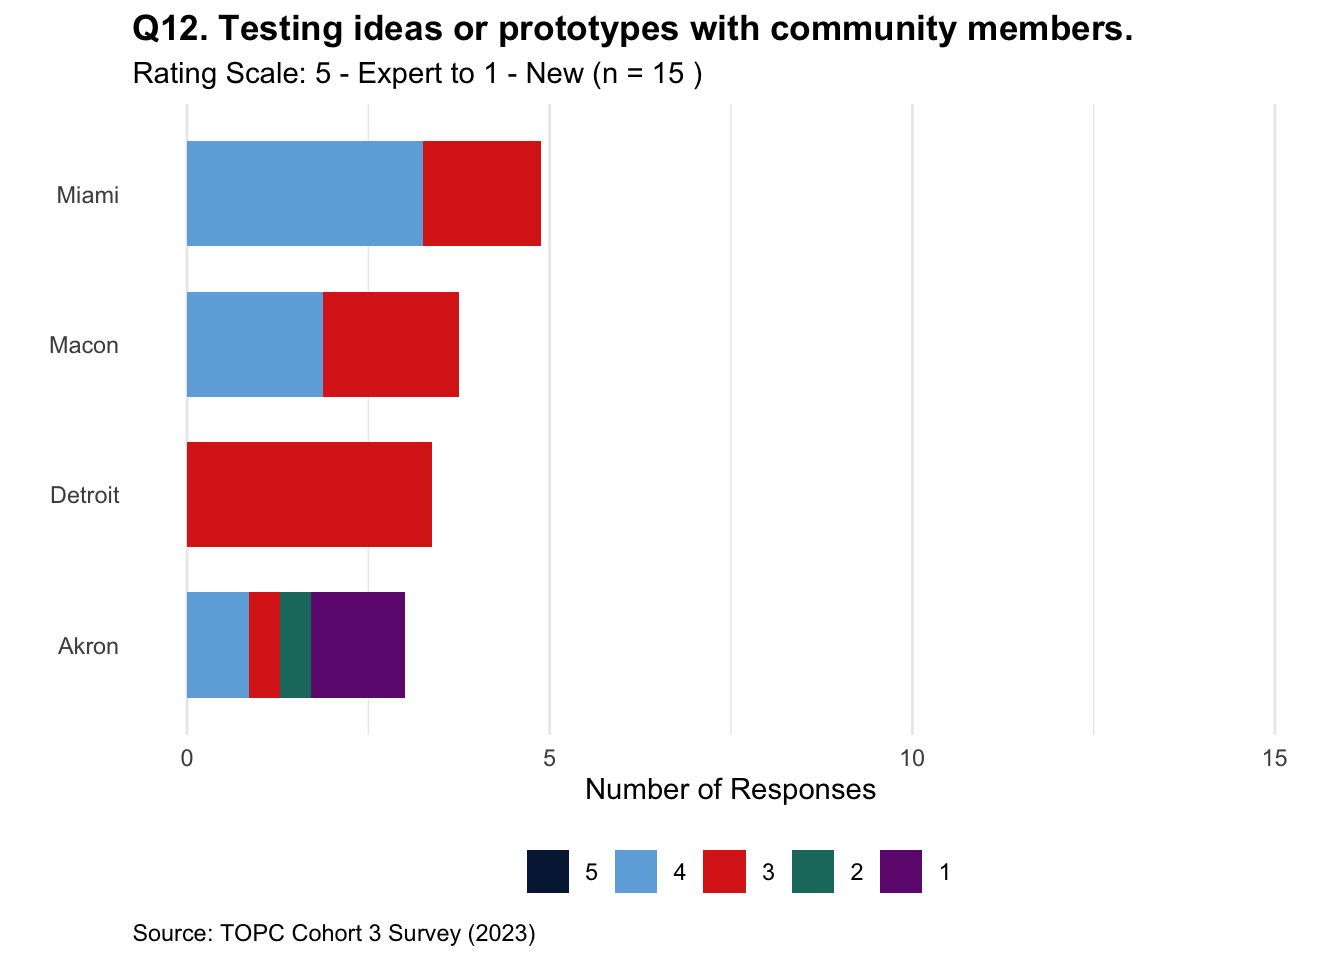 Q12. Testing ideas or prototypes with community members.
Rating Scale: 5 - Expert to 1 - New (n = 15 )
Miami
Macon
Detroit
Akron
0 5 10 15
Number of Responses
5 4 3 2 1
Source: TOPC Cohort 3 Survey (2023)